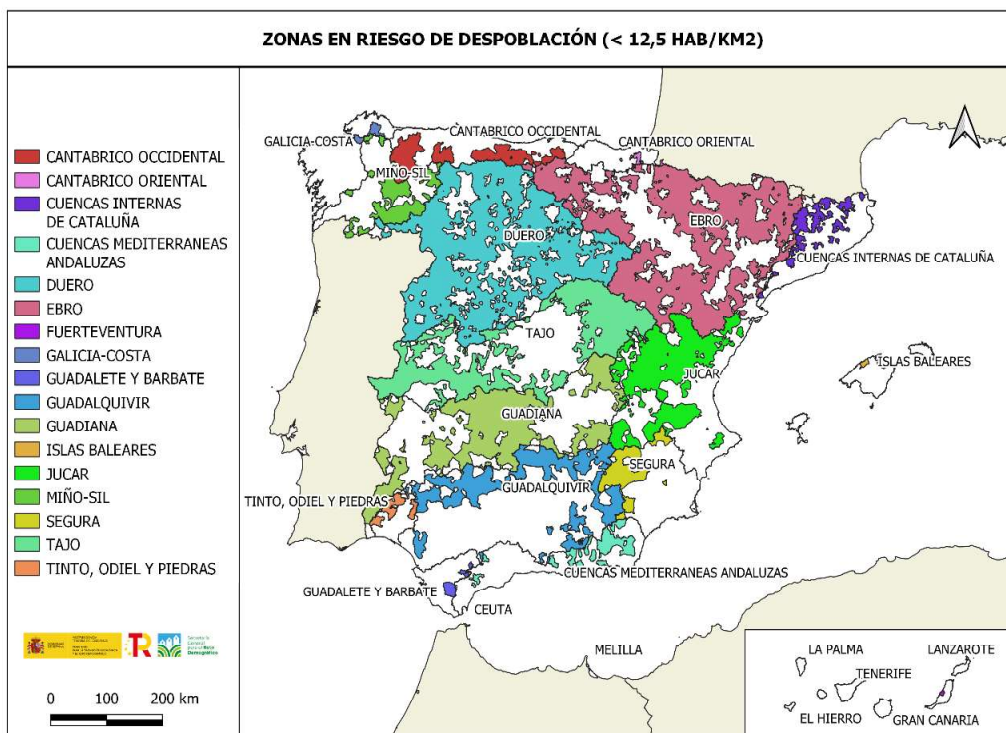 ZONAS EN RIESGO DE DESPOBLACIÓN (< 12,5 HAB/KM2)
CANTABRICO OCCIDENTAL
CANTABRICO ORIENTAL
CUENCAS INTERNAS
DE CATALUÑA
CUENCAS MEDITERRANEAS
ANDALUZAS
DUERO
EBRO
FUERTEVENTURA
GALICIA-COSTA
GUADALETE Y BARBATE
GUADALQUIVIR
GUADIANA
ISLAS BALEARES
JUCAR
MIÑO-SIL
SEGURA
TAJO
TINTO, ODIEL Y PIEDRAS
0 100 200 km
CANTABRICO OCCIDENTAL
GALICIA-COSTA
CANTABRICO ORIENTAL
MIÑO-SIL
EBRO
DUERO
CUENCAS INTERNAS DE CATALUÑA
TAJO
ISLAS BALEARES
JUCAR
GUADIANA
SEGURA
GUADALQUIVIR
TINTO, ODIEL Y PIEDRAS
CUENCAS MEDITERRANEAS ANDALUZAS
GUADALETE Y BARBATE
CEUTA
MELILLA
LA PALMA
LANZAROTE
TENERIFE
EL HIERRO
GRAN CANARIA